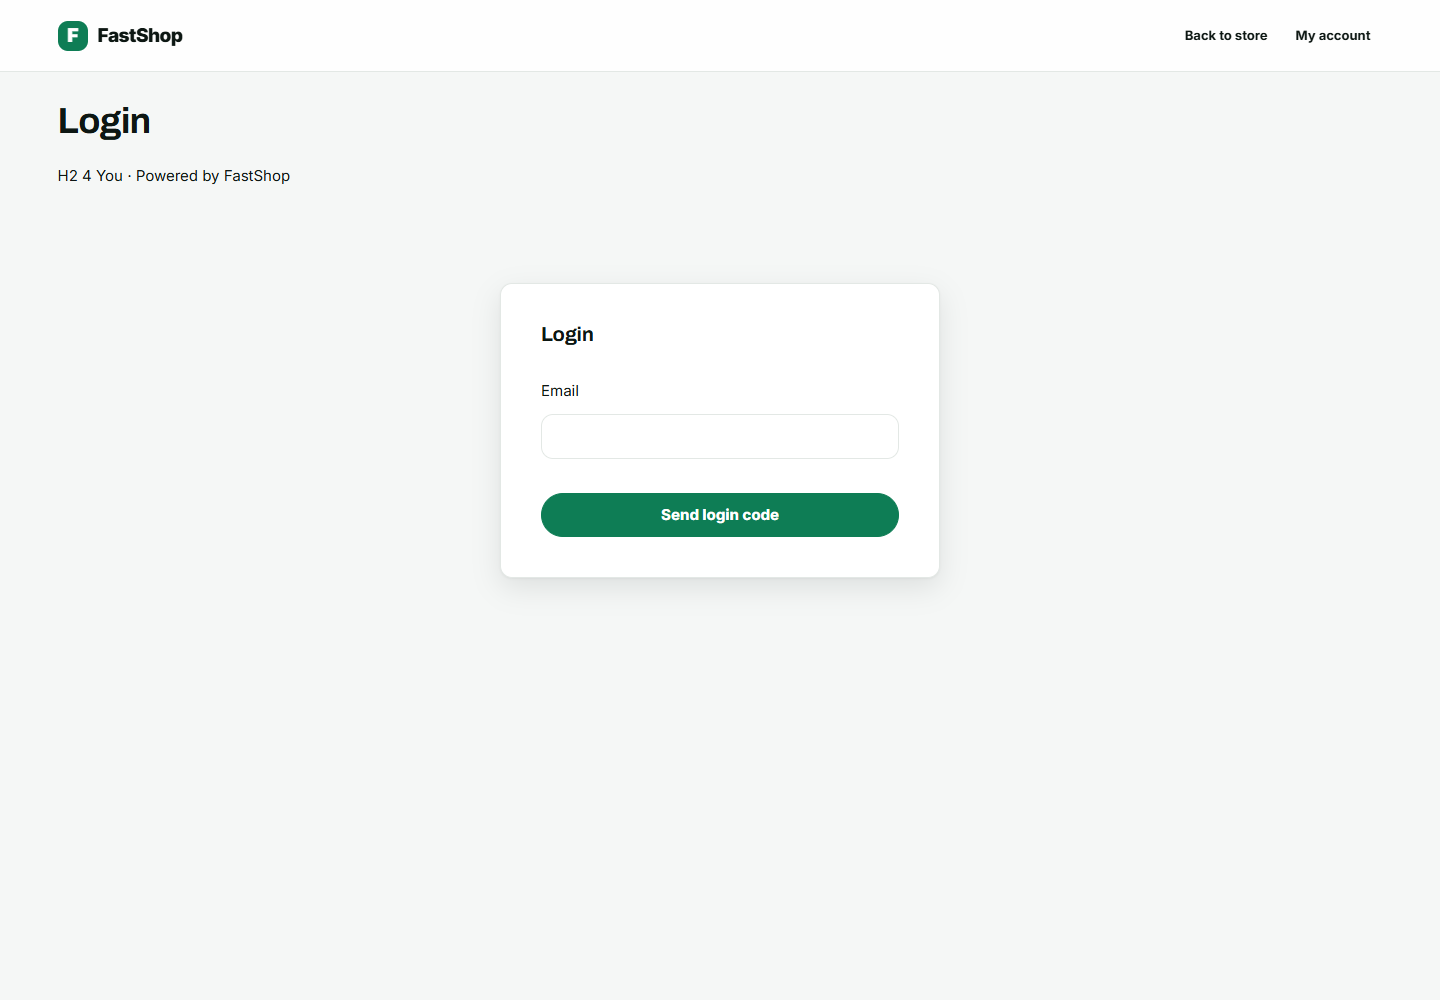 F FastShop
Back to store My account
Login
H2 4 You · Powered by FastShop
Login
Email
Send login code